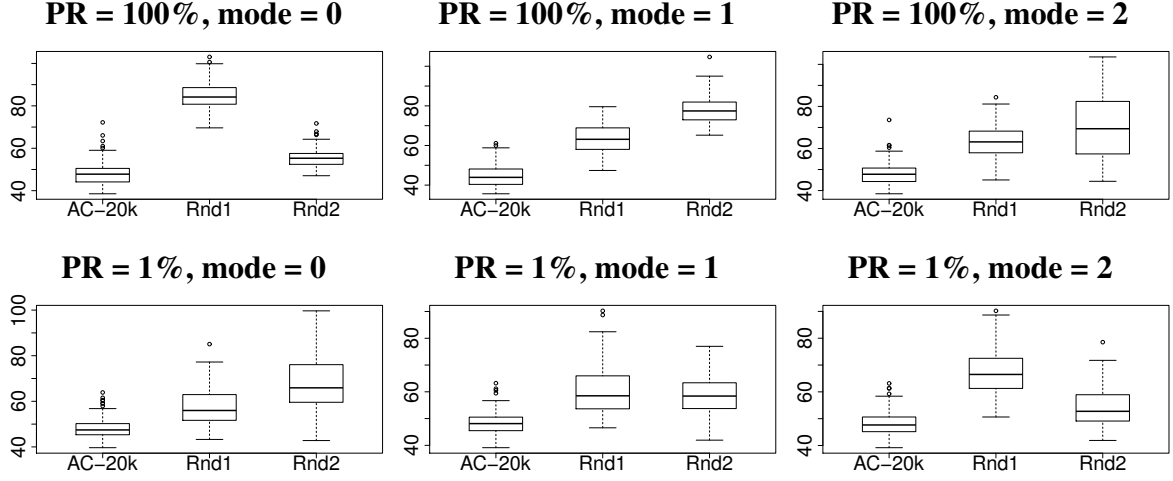 PR = 100%, mode = 0
PR = 100%, mode = 1
PR = 100%, mode = 2
80
60
40
AC−20k Rnd1 Rnd2
80
60
40
AC−20k Rnd1 Rnd2
80
60
40
AC−20k Rnd1 Rnd2
PR = 1%, mode = 0
PR = 1%, mode = 1
PR = 1%, mode = 2
100
80
60
40
AC−20k Rnd1 Rnd2
80
60
40
AC−20k Rnd1 Rnd2
80
60
40
AC−20k Rnd1 Rnd2